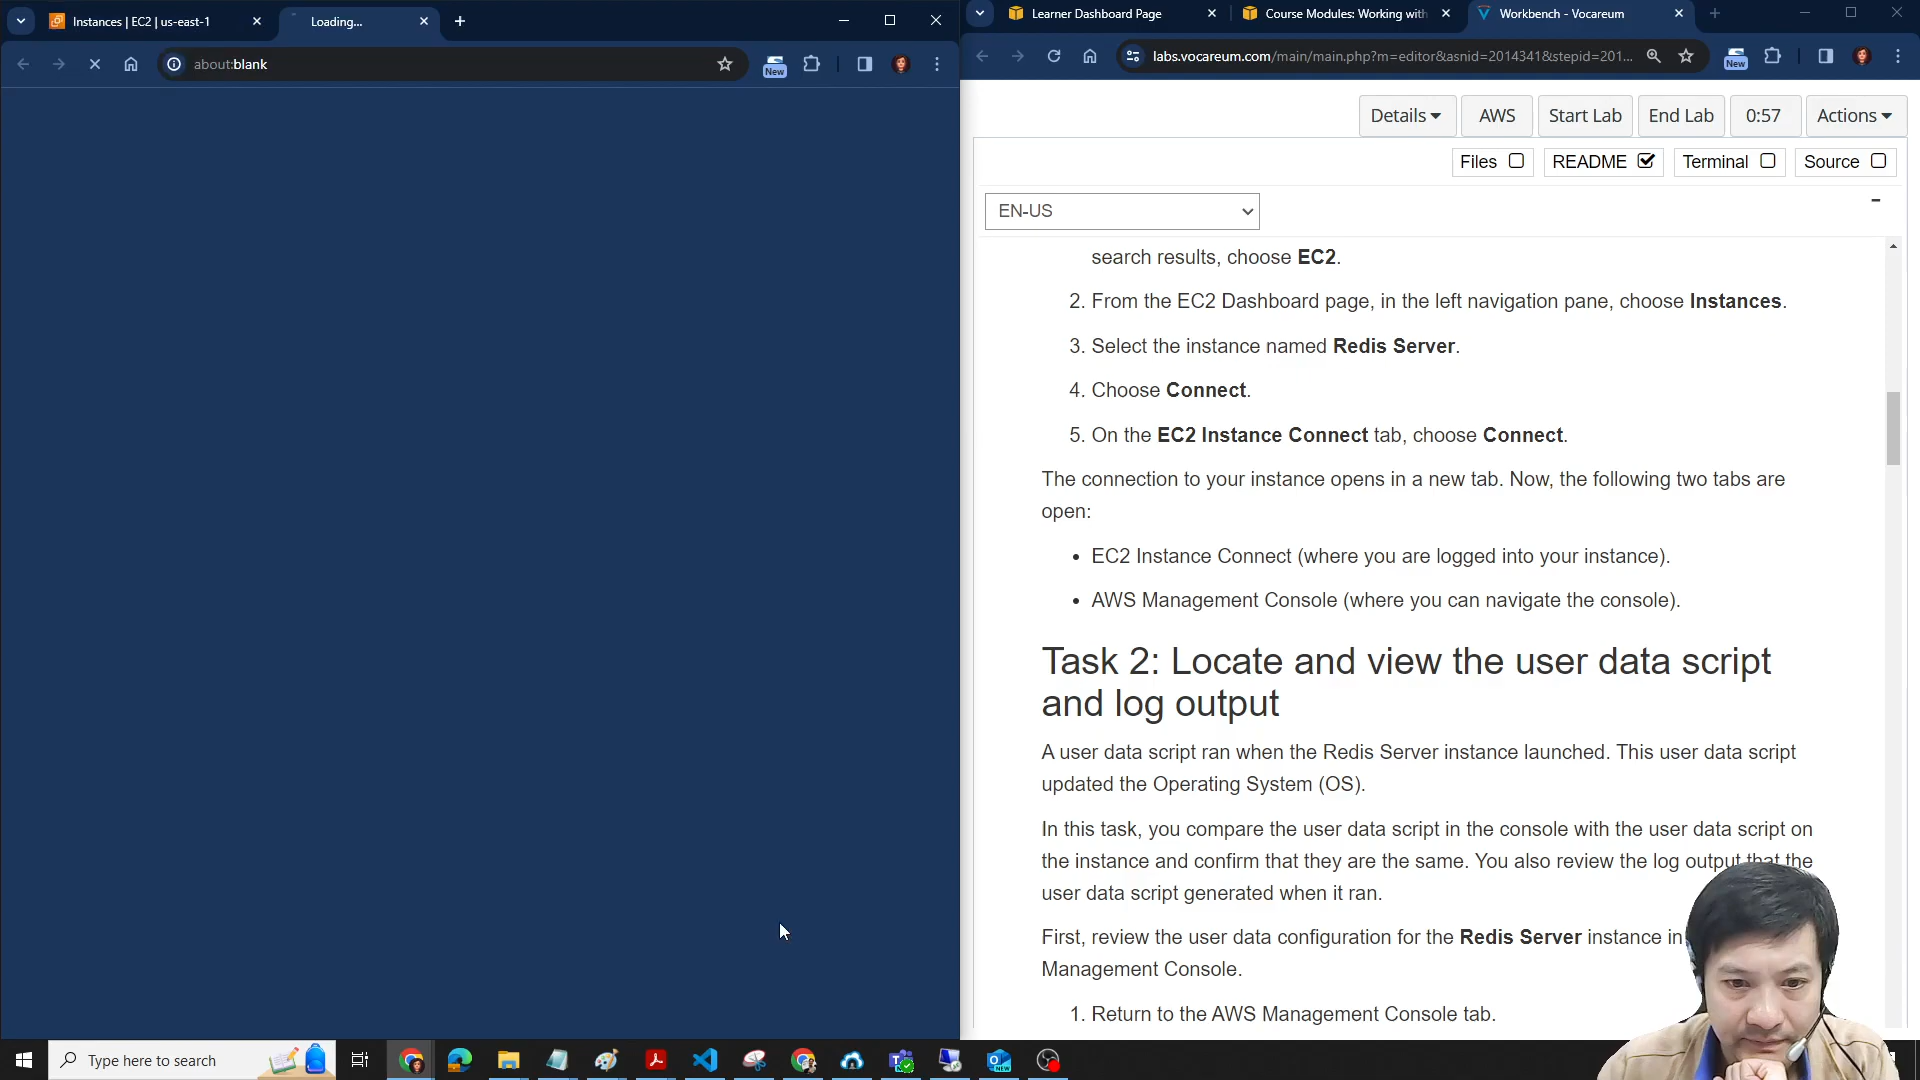 Instances | EC2 | us-east-1
Loading...
about:blank
New
Learner Dashboard Page
Course Modules: Working with
Workbench - Vocareum
labs.vocareum.com/main/main.php?m=editor&asnid=2014341&stepid=201...
New
Details
AWS
Start Lab
End Lab
0:57
Actions
Files
README
Terminal
Source
EN-US
search results, choose EC2.
2. From the EC2 Dashboard page, in the left navigation pane, choose Instances.
3. Select the instance named Redis Server.
4. Choose Connect.
5. On the EC2 Instance Connect tab, choose Connect.
The connection to your instance opens in a new tab. Now, the following two tabs are
open:
• EC2 Instance Connect (where you are logged into your instance).
• AWS Management Console (where you can navigate the console).
Task 2: Locate and view the user data script
and log output
A user data script ran when the Redis Server instance launched. This user data script
updated the Operating System (OS).
In this task, you compare the user data script in the console with the user data script on
the instance and confirm that they are the same. You also review the log output that the
user data script generated when it ran.
First, review the user data configuration for the Redis Server instance in
Management Console.
1. Return to the AWS Management Console tab.
Type here to search
NEW